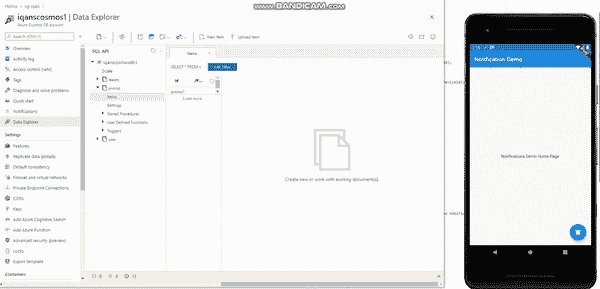 Home > rg-iqan >
www.BANDICAM.com
iqanscosmos1 | Data Explorer
Azure Cosmos DB account
Search (Ctrl+/)
Overview
Activity log
Access control (IAM)
Tags
Diagnose and solve problems
Quick start
Notifications
Data Explorer
Settings
Features
Replicate data globally
Default consistency
Firewall and virtual networks
Private Endpoint Connections
CORS
Keys
Add Azure Cognitive Search
Add Azure Function
Advanced security (preview)
Locks
Export template
Containers
New Item
Upload Item
SQL API
iqanscosmosdb1
Scale
leases
promo
Items
Settings
Stored Procedures
User Defined Functions
Triggers
user
Items
SELECT * FROM c
id
promo1
Load more
Create new or work with existing document(s).
0
0
Notification Demo
Notifications Demo Home Page